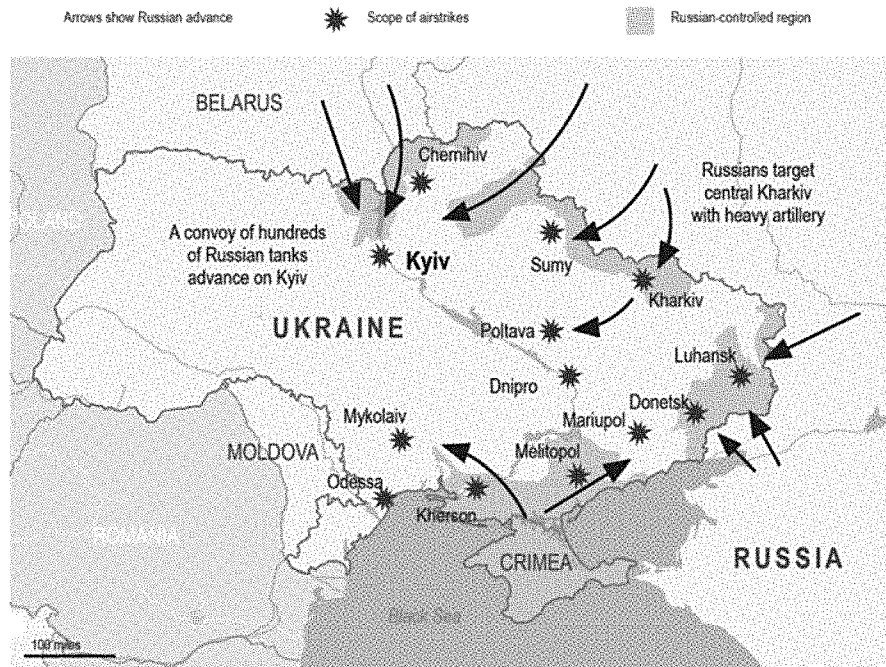 Arrows show Russian advance
Scope of airstrikes
Russian-controlled region
BELARUS
Chernihiv
Russians target
central Kharkiv
with heavy artillery
A convoy of hundreds
of Russian tanks
advance on Kyiv
Kyiv
Sumy
Kharkiv
UKRAINE
Poltava
Luhansk
Dnipro
Donetsk
Mykolaiv
Mariupol
MOLDOVA
Melitopol
Odessa
Kherson
ROMANIA
CRIMEA
RUSSIA
Black Sea
100 miles